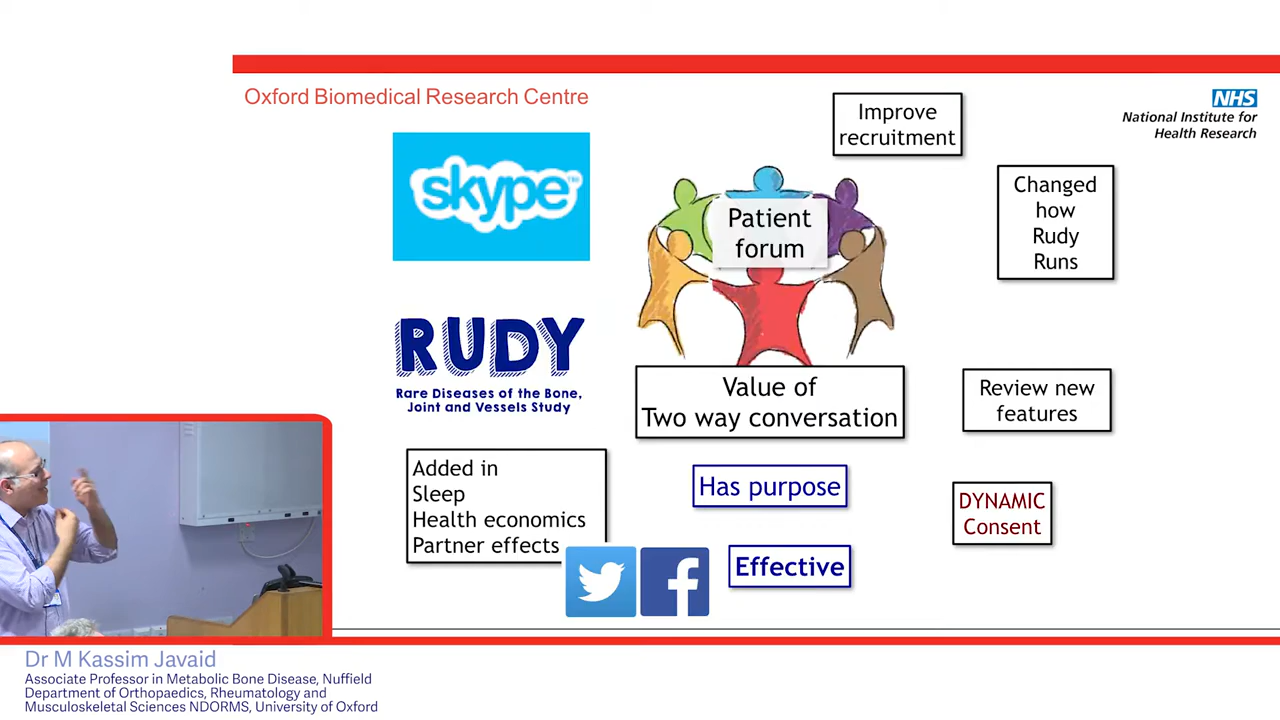 Oxford Biomedical Research Centre
NHS
National Institute for
Health Research
skype™
Improve
recruitment
Patient
forum
Changed
how
Rudy
Runs
RUDY
Rare Diseases of the Bone,
Joint and Vessels Study
Value of
Two way conversation
Review new
features
Added in
Sleep
Health economics
Partner effects
Has purpose
DYNAMIC
Consent
Effective
Dr M Kassim Javaid
Associate Professor in Metabolic Bone Disease, Nuffield
Department of Orthopaedics, Rheumatology and
Musculoskeletal Sciences NDORMS, University of Oxford